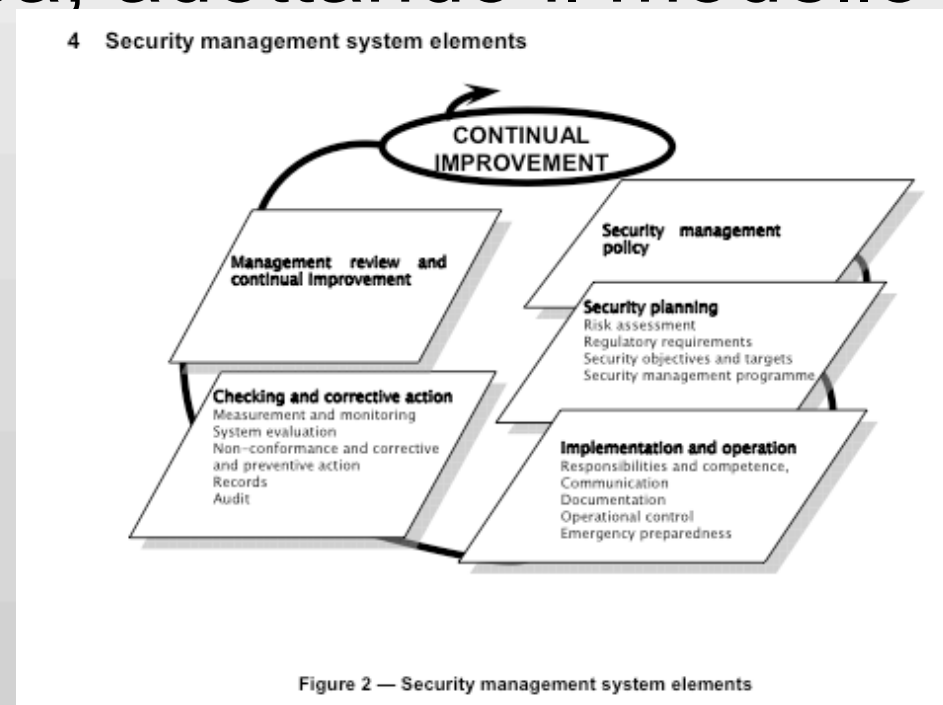 adottando il modello
4 Security management system elements
CONTINUAL
IMPROVEMENT
Security management
policy
Management review and
continual improvement
Security planning
Risk assessment
Regulatory requirements
Security objectives and targets
Security management programme
Checking and corrective action
Measurement and monitoring
System evaluation
Non-conformance and corrective
and preventive action
Records
Audit
Implementation and operation
Responsibilities and competence,
Communication
Documentation
Operational control
Emergency preparedness
Figure 2 — Security management system elements